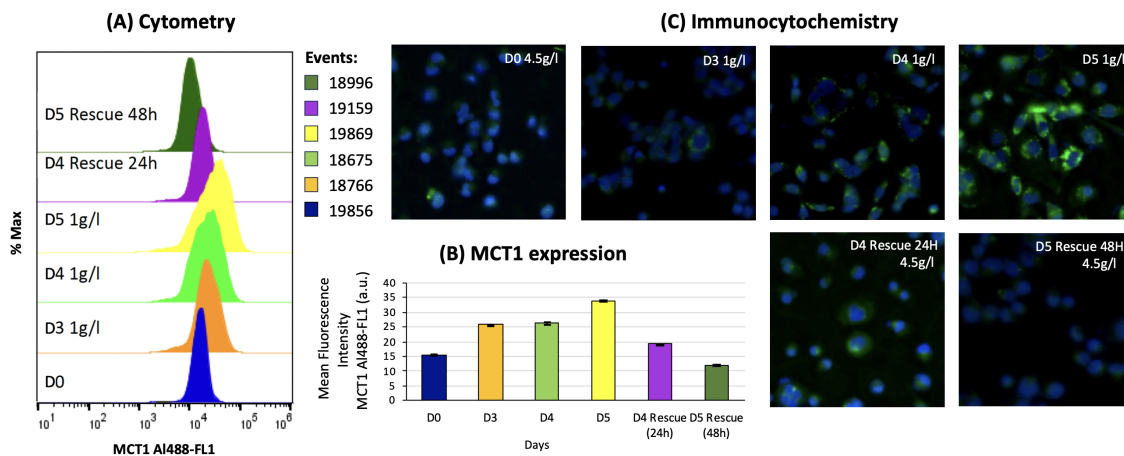 (A) Cytometry
D5 Rescue 48h
D4 Rescue 24h
D5 1g/l
D4 1g/l
D3 1g/l
D0
% Max
10^1 10^2 10^3 10^4 10^5 10^6
MCT1 Al488-FL1
Events:
18996
19159
19869
18675
18766
19856
(B) MCT1 expression
Mean Fluorescence
Intensity
MCT1 Al488-FL1 (a.u.)
40
35
30
25
20
15
10
5
0
D0 D3 D4 D5 D4 Rescue D5 Rescue
(24h) (48h)
Days
(C) Immunocytochemistry
D0 4.5g/l
D3 1g/l
D4 1g/l
D5 1g/l
D4 Rescue 24H
4.5g/l
D5 Rescue 48H
4.5g/l